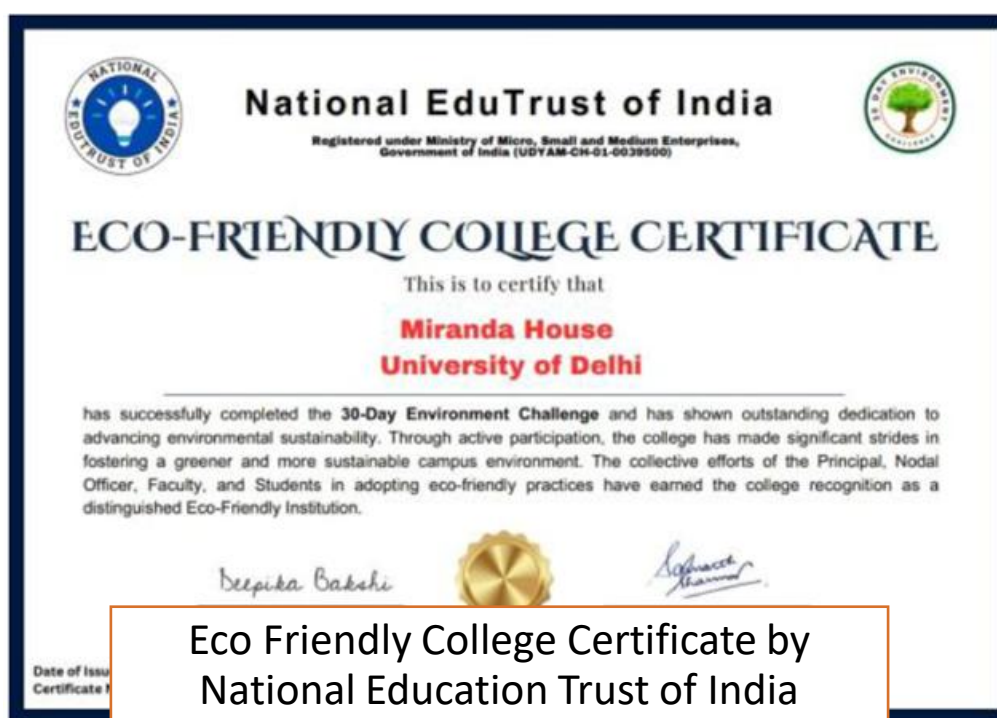 NATIONAL EDUTRUST OF INDIA
National EduTrust of India
30 DAY ENVIRONMENT CHALLENGE
Registered under Ministry of Micro, Small and Medium Enterprises,
Government of India (UDYAM-CH-01-0039500)
ECO-FRIENDLY COLLEGE CERTIFICATE
This is to certify that
Miranda House
University of Delhi
has successfully completed the 30-Day Environment Challenge and has shown outstanding dedication to
advancing environmental sustainability. Through active participation, the college has made significant strides in
fostering a greener and more sustainable campus environment. The collective efforts of the Principal, Nodal
Officer, Faculty, and Students in adopting eco-friendly practices have earned the college recognition as a
distinguished Eco-Friendly Institution.
Deepika Bakshi
Eco Friendly College Certificate by
National Education Trust of India
Date of Issu
Certificate